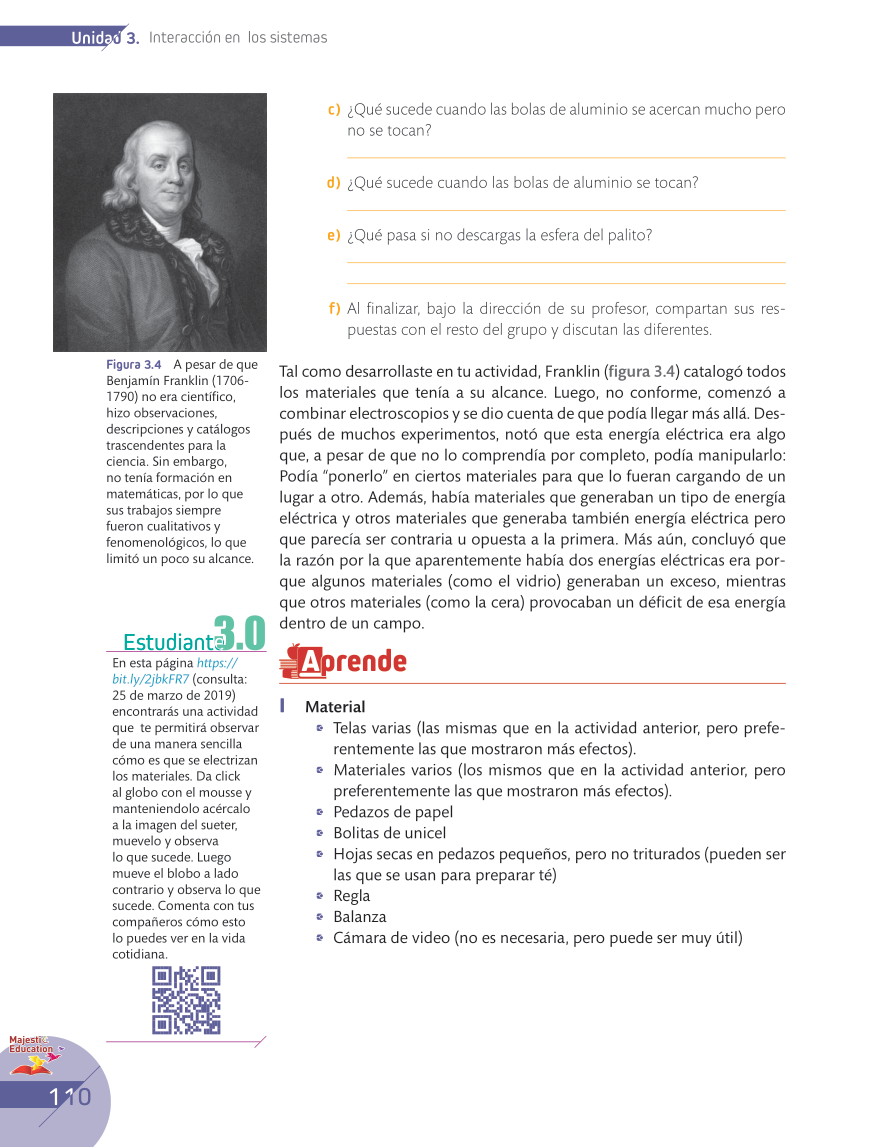 Unidad 3. Interacción en los sistemas
c) ¿Qué sucede cuando las bolas de aluminio se acercan mucho pero
no se tocan?
d) ¿Qué sucede cuando las bolas de aluminio se tocan?
e) ¿Qué pasa si no descargas la esfera del palito?
f) Al finalizar, bajo la dirección de su profesor, compartan sus res-
puestas con el resto del grupo y discutan las diferentes.
Figura 3.4 A pesar de que
Benjamín Franklin (1706-
1790) no era científico,
hizo observaciones,
descripciones y catálogos
trascendentes para la
ciencia. Sin embargo,
no tenía formación en
matemáticas, por lo que
sus trabajos siempre
fueron cualitativos y
fenomenológicos, lo que
limitó un poco su alcance.
Tal como desarrollaste en tu actividad, Franklin (figura 3.4) catalogó todos
los materiales que tenía a su alcance. Luego, no conforme, comenzó a
combinar electroscopios y se dio cuenta de que podía llegar más allá. Des-
pués de muchos experimentos, notó que esta energía eléctrica era algo
que, a pesar de que no lo comprendía por completo, podía manipularlo:
Podía “ponerlo” en ciertos materiales para que lo fueran cargando de un
lugar a otro. Además, había materiales que generaban un tipo de energía
eléctrica y otros materiales que generaba también energía eléctrica pero
que parecía ser contraria u opuesta a la primera. Más aún, concluyó que
la razón por la que aparentemente había dos energías eléctricas era por-
que algunos materiales (como el vidrio) generaban un exceso, mientras
que otros materiales (como la cera) provocaban un déficit de esa energía
dentro de un campo.
Estudiante 3.0
En esta página https://
bit.ly/2jbkFR7 (consulta:
25 de marzo de 2019)
encontrarás una actividad
que te permitirá observar
de una manera sencilla
cómo es que se electrizan
los materiales. Da click
al globo con el mousse y
manteniendolo acércalo
a la imagen del sueter,
muevelo y observa
lo que sucede. Luego
mueve el blobo a lado
contrario y observa lo que
sucede. Comenta con tus
compañeros cómo esto
lo puedes ver en la vida
cotidiana.
Aprende
I Material
Telas varias (las mismas que en la actividad anterior, pero prefe-
rentemente las que mostraron más efectos).
Materiales varios (los mismos que en la actividad anterior, pero
preferentemente las que mostraron más efectos).
Pedazos de papel
Bolitas de unicel
Hojas secas en pedazos pequeños, pero no triturados (pueden ser
las que se usan para preparar té)
Regla
Balanza
Cámara de video (no es necesaria, pero puede ser muy útil)
Majestic
Education
110